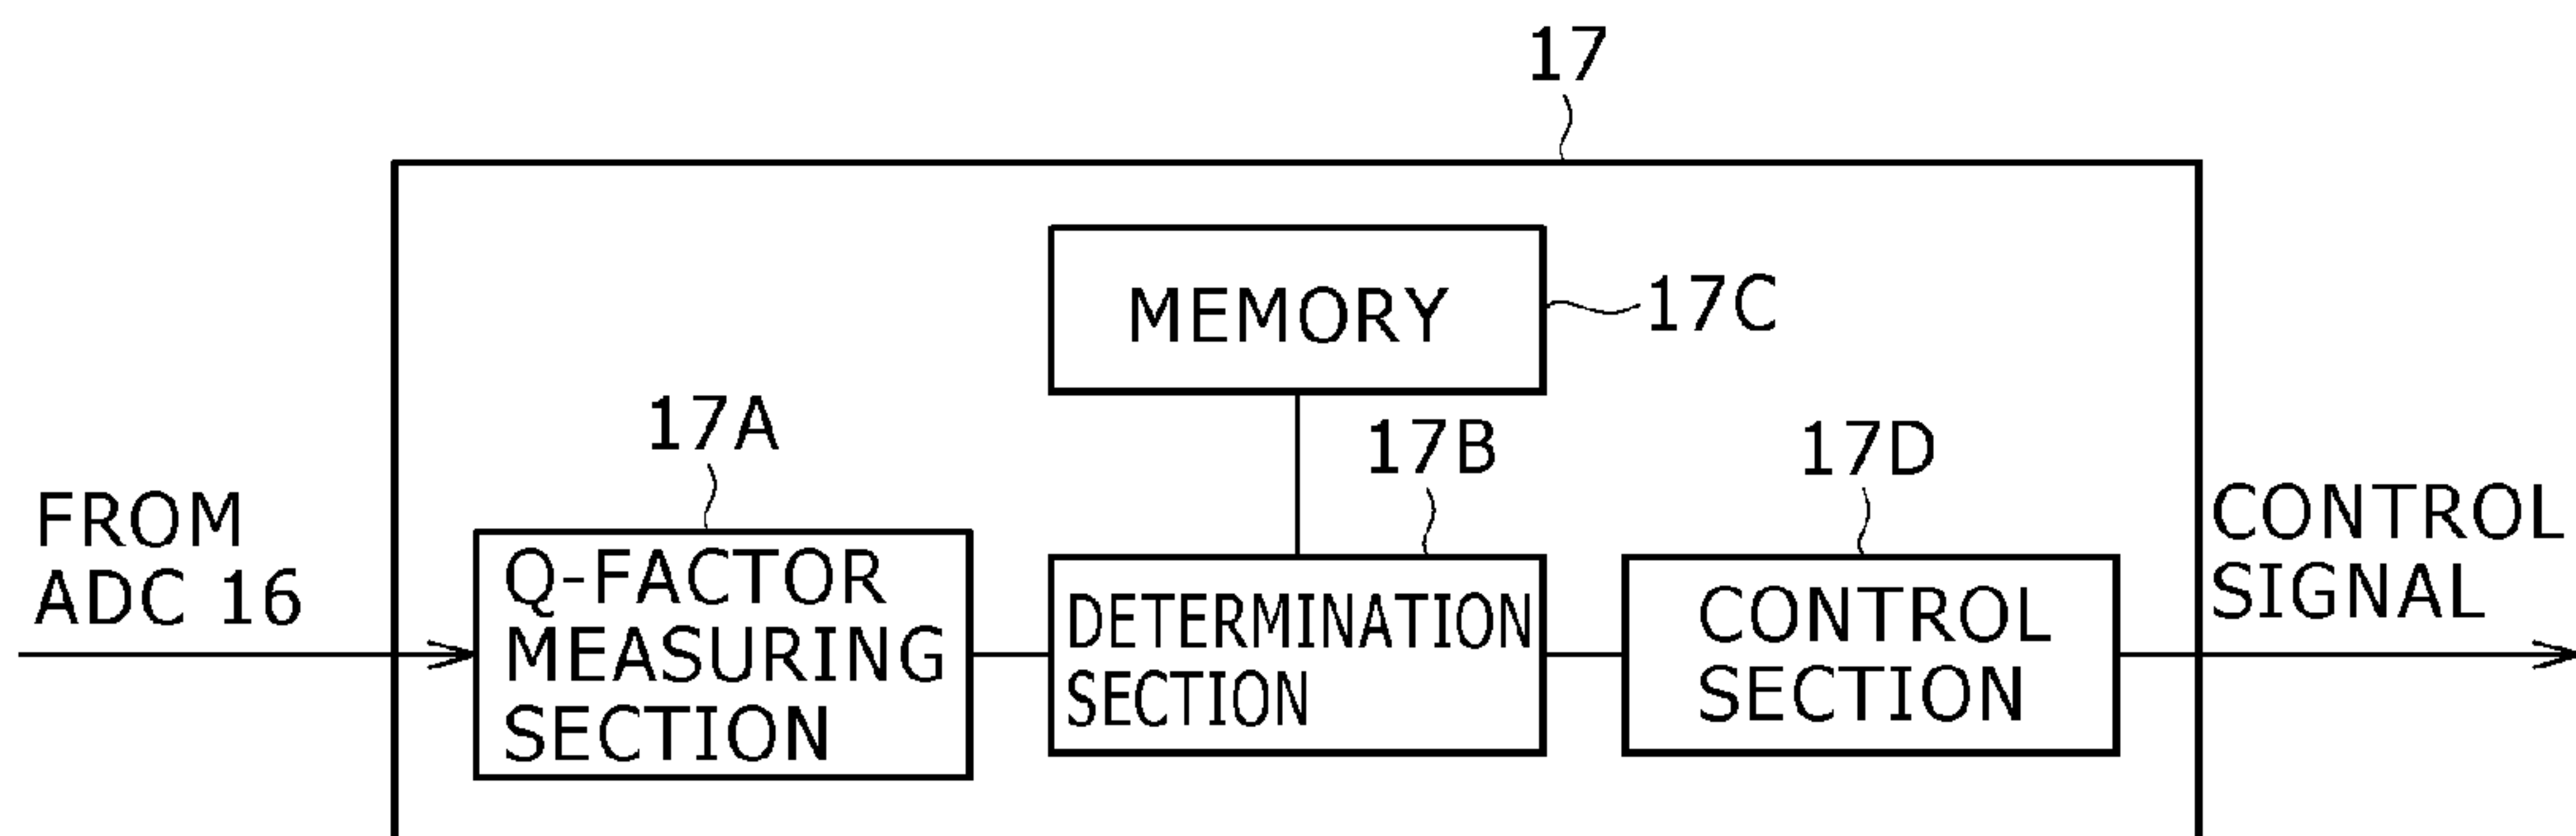 17
MEMORY
17C
17A
17B
17D
FROM
ADC 16
Q-FACTOR
MEASURING
SECTION
DETERMINATION
SECTION
CONTROL
SECTION
CONTROL
SIGNAL